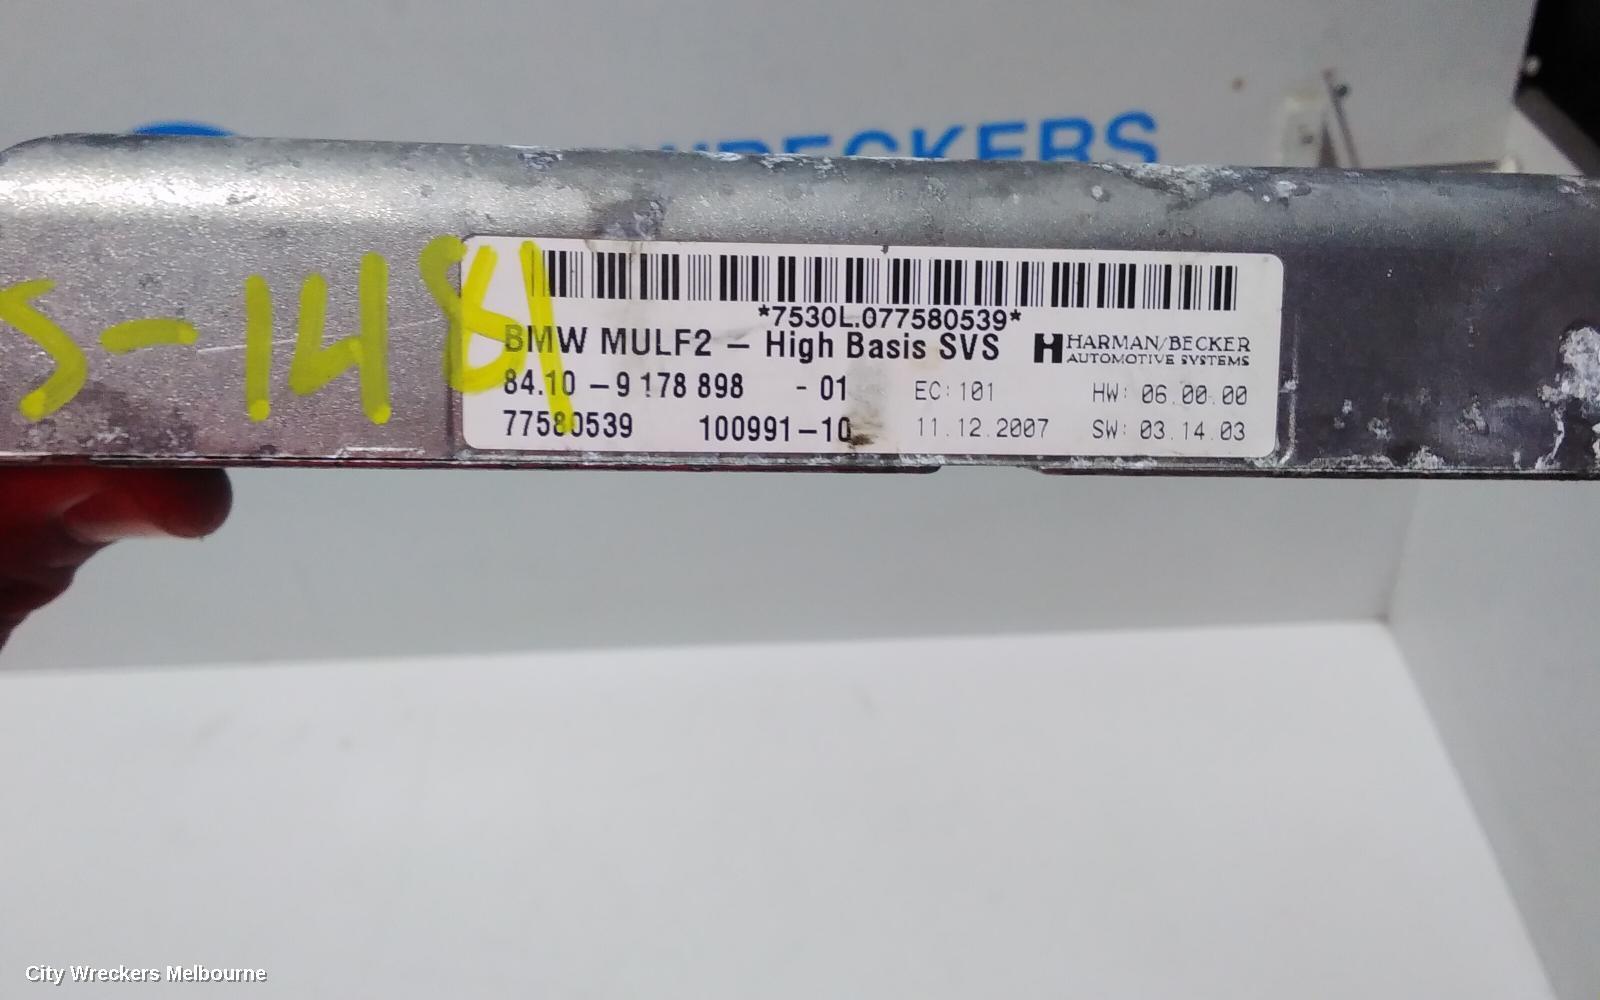 WRECKERS
S-1481
*7530L.077580539*
BMW MULF2 - High Basis SVS
HARMAN/BECKER
AUTOMOTIVE SYSTEMS
84.10 - 9 178 898 - 01 EC: 101 HW: 06.00.00
77580539 100991-10 11.12.2007 SW: 03.14.03
City Wreckers Melbourne